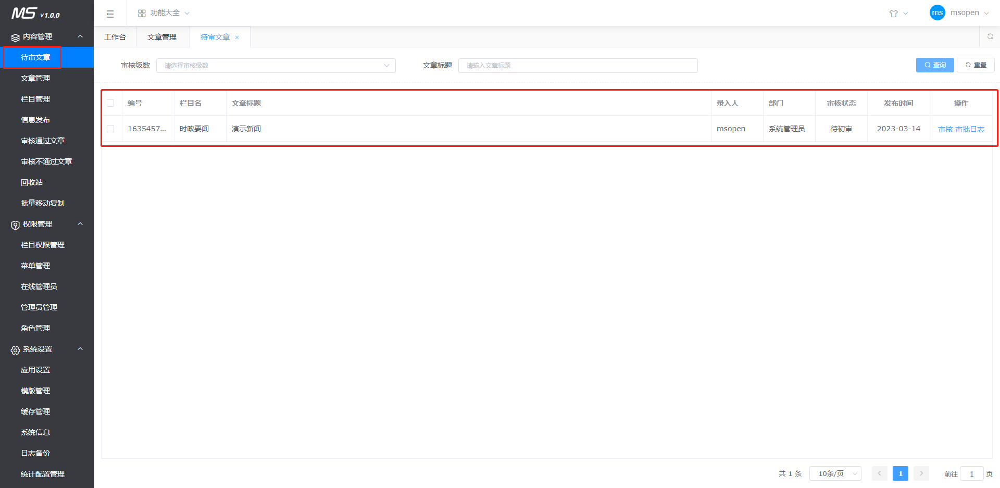 MS v1.0.0
功能大全
msopen
ms
内容管理
待审文章
文章管理
栏目管理
信息发布
审核通过文章
审核不通过文章
回收站
批量移动复制
权限管理
栏目权限管理
菜单管理
在线管理员
管理员管理
角色管理
系统设置
应用设置
模版管理
缓存管理
系统信息
日志备份
统计配置管理
工作台 文章管理 待审文章
审核级数 请选择审核级数 文章标题 请输入文章标题 查询 重置
编号 栏目名 文章标题 录入人 部门 审核状态 发布时间 操作
1635457... 时政要闻 演示新闻 msopen 系统管理员 待初审 2023-03-14 审核 审批日志
共 1 条 10条/页 1 前往 1 页